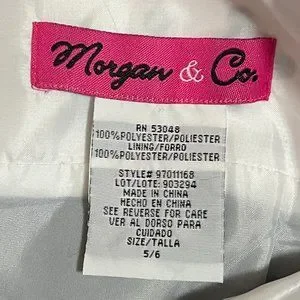 Morgan & Co.
RN 53048
100%POLYESTER/POLIESTER
LINING/FORRO
100%POLYESTER/POLIESTER
STYLE# 97011168
LOT/LOTE: 903294
MADE IN CHINA
HECHO EN CHINA
SEE REVERSE FOR CARE
VER AL DORSO PARA
CUIDADO
SIZE/TALLA
5/6